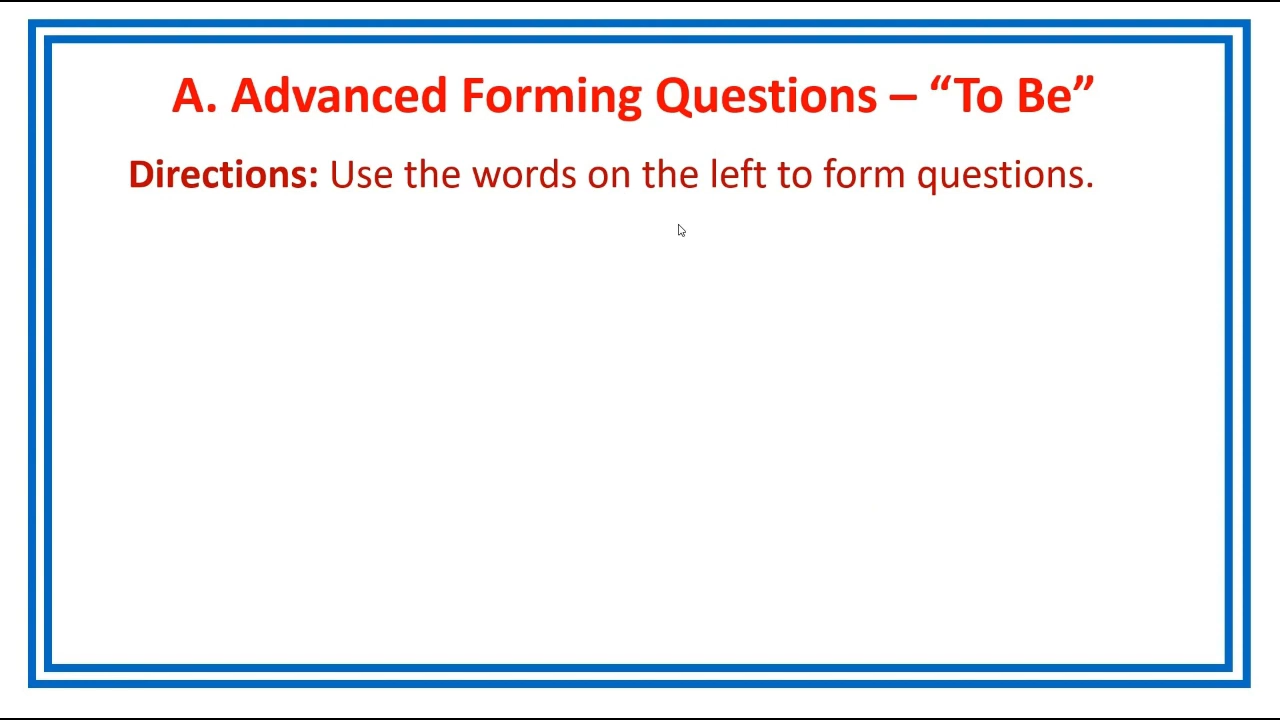 A. Advanced Forming Questions – “To Be”
Directions: Use the words on the left to form questions.